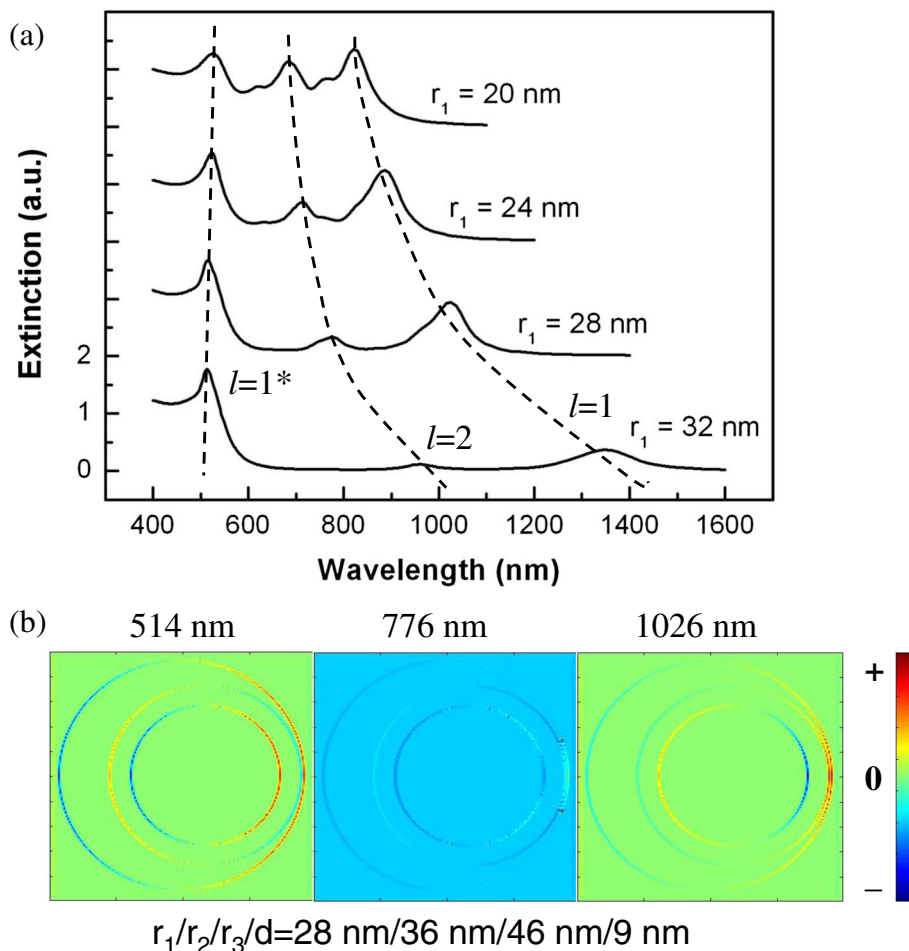 (a)
r₁ = 20 nm
r₁ = 24 nm
r₁ = 28 nm
r₁ = 32 nm
l=1*
l=2
l=1
Extinction (a.u.)
2
1
0
400 600 800 1000 1200 1400 1600
Wavelength (nm)
(b)
514 nm 776 nm 1026 nm
+
0
−
r₁/r₂/r₃/d=28 nm/36 nm/46 nm/9 nm